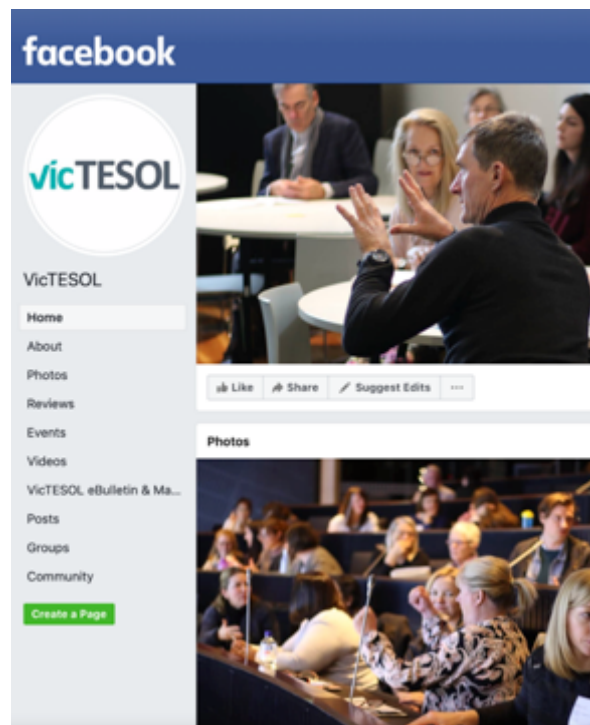 facebook
vicTESOL
VicTESOL
Home
About
Photos
Reviews
Events
Videos
VicTESOL eBulletin & Ma...
Posts
Groups
Community
Create a Page
Like Share Suggest Edits ...
Photos